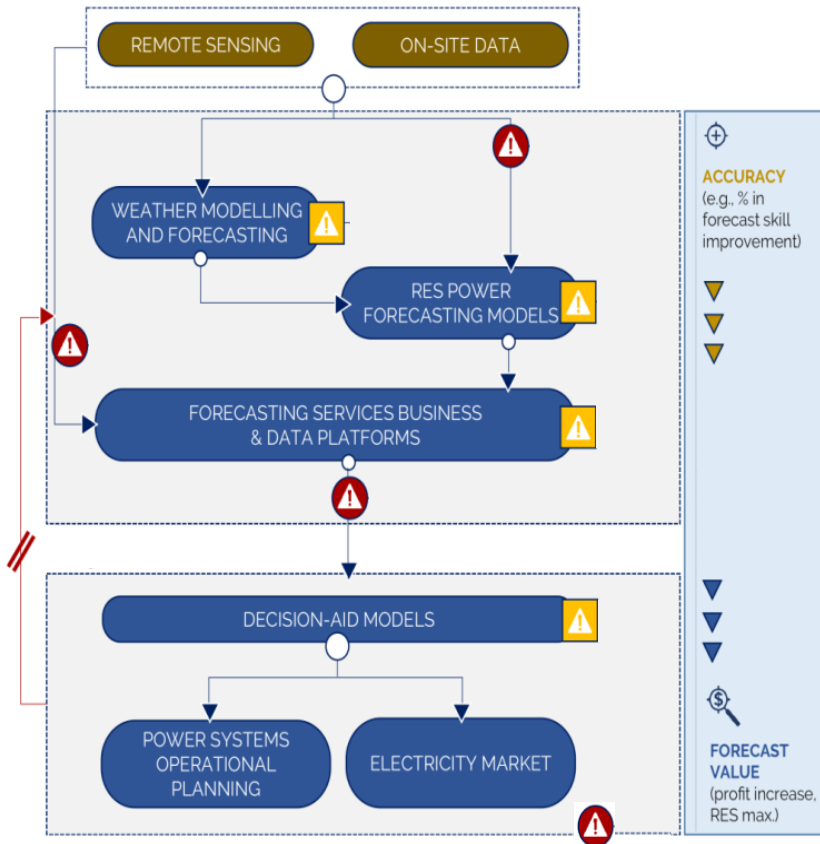 REMOTE SENSING
ON-SITE DATA
WEATHER MODELLING
AND FORECASTING
RES POWER
FORECASTING MODELS
FORECASTING SERVICES BUSINESS
& DATA PLATFORMS
DECISION-AID MODELS
POWER SYSTEMS
OPERATIONAL
PLANNING
ELECTRICITY MARKET
ACCURACY
(e.g., % in
forecast skill
improvement)
FORECAST
VALUE
(profit increase,
RES max.)